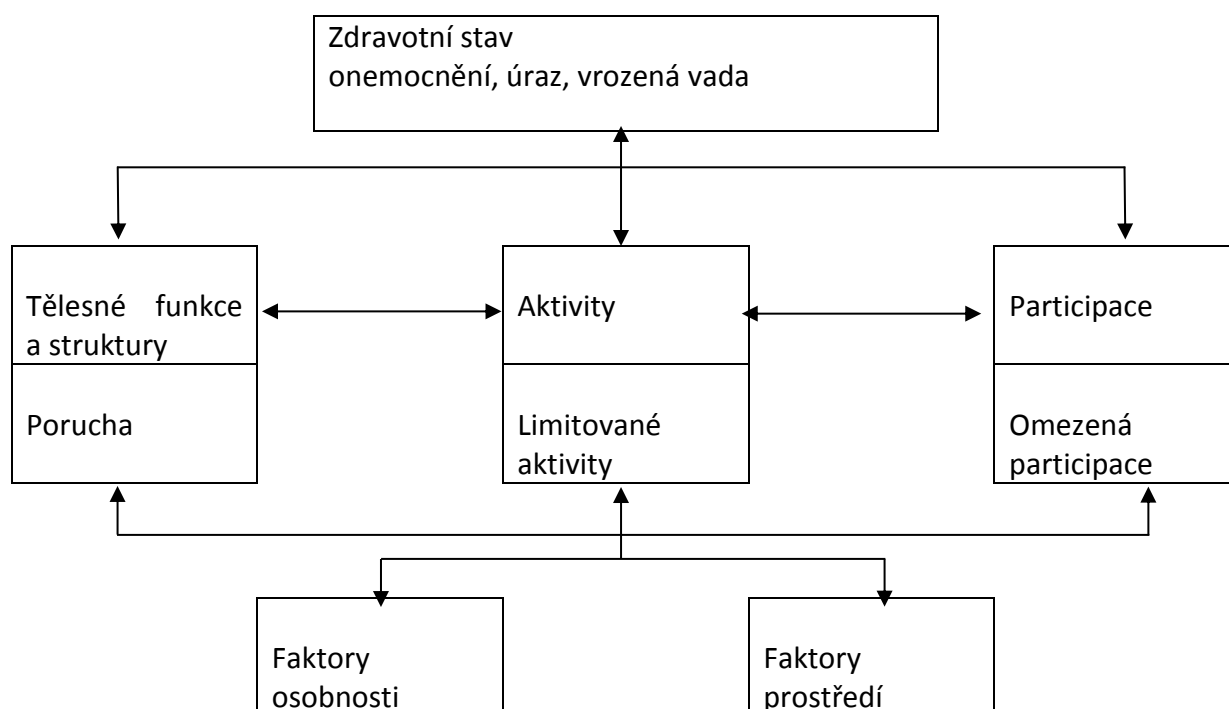 Zdravotní stav
onemocnění, úraz, vrozená vada
Tělesné funkce
a struktury
Aktivity
Participace
Porucha
Limitované
aktivity
Omezená
participace
Faktory
osobnosti
Faktory
prostředí